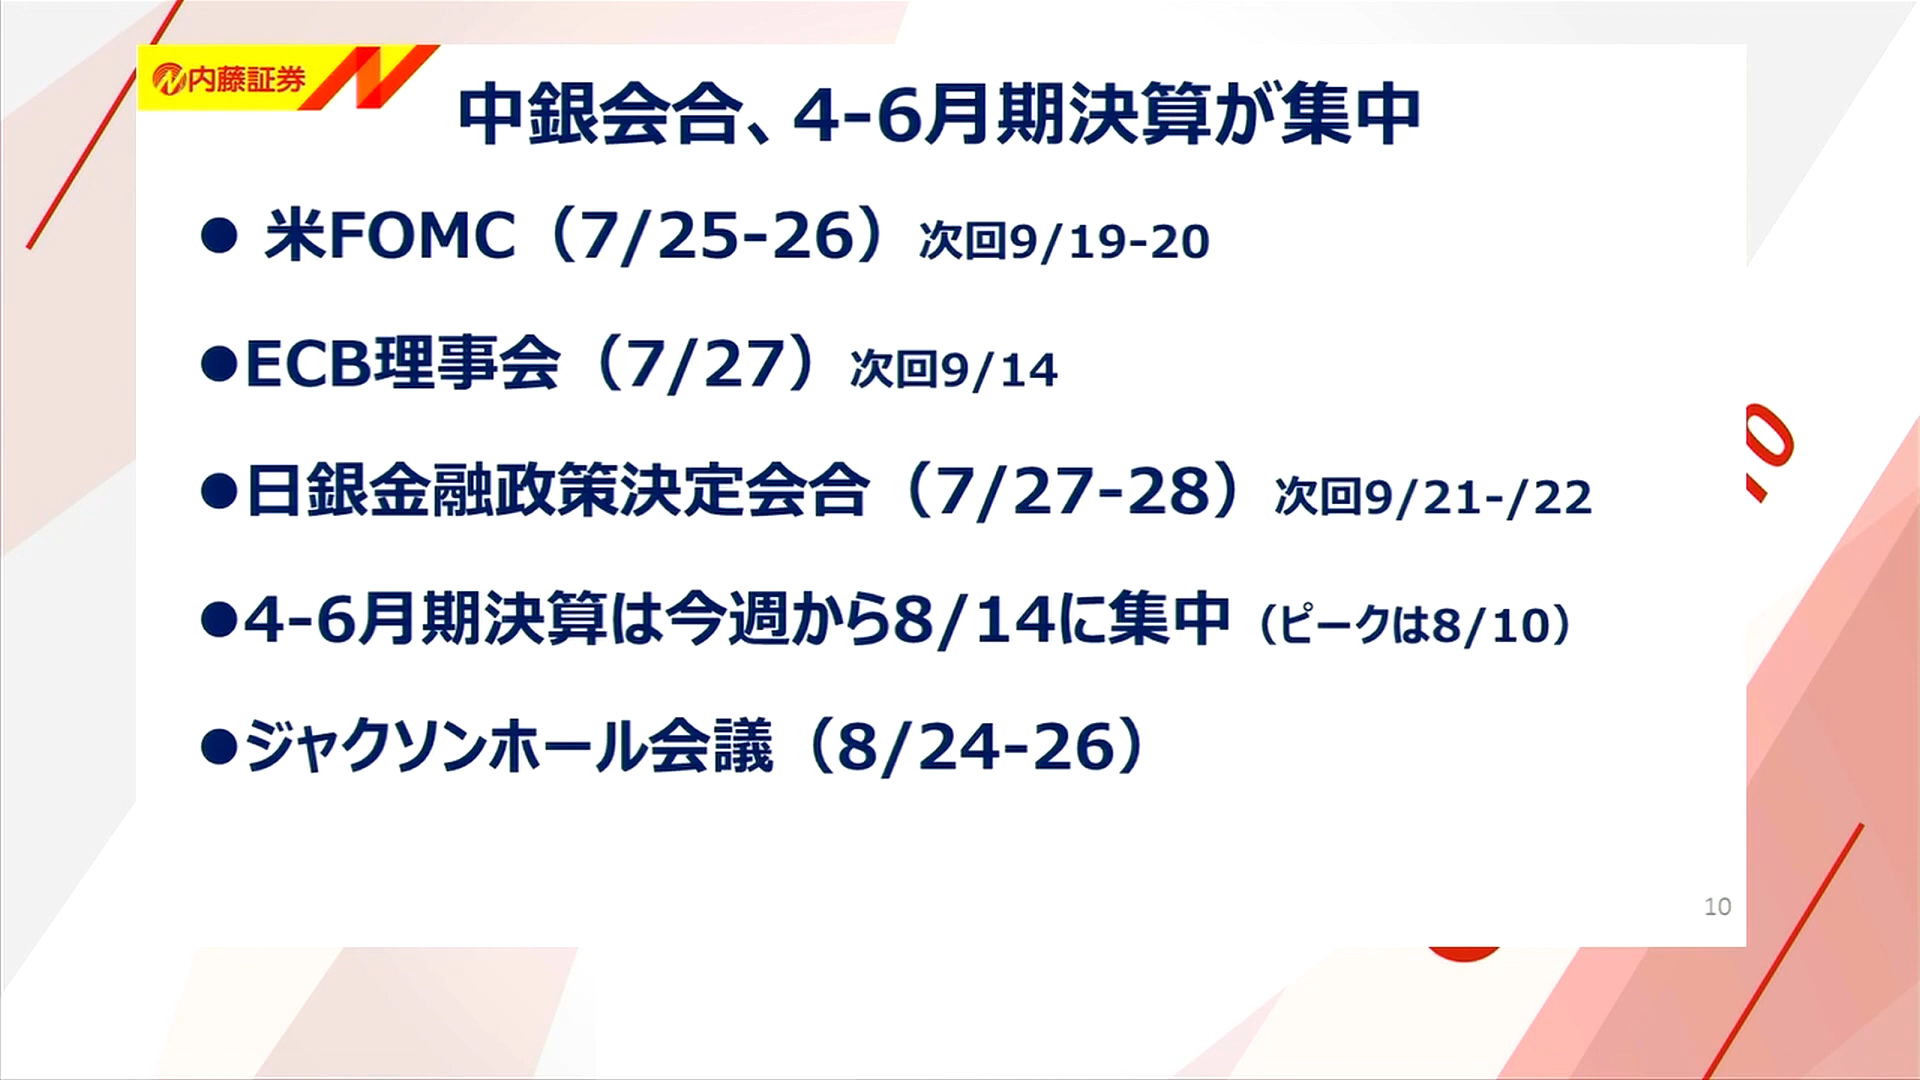 内藤証券
中銀会合、4-6月期決算が集中
● 米FOMC（7/25-26）次回9/19-20
●ECB理事会（7/27）次回9/14
●日銀金融政策決定会合（7/27-28）次回9/21-/22
●4-6月期決算は今週から8/14に集中（ピークは8/10）
●ジャクソンホール会議（8/24-26）
10